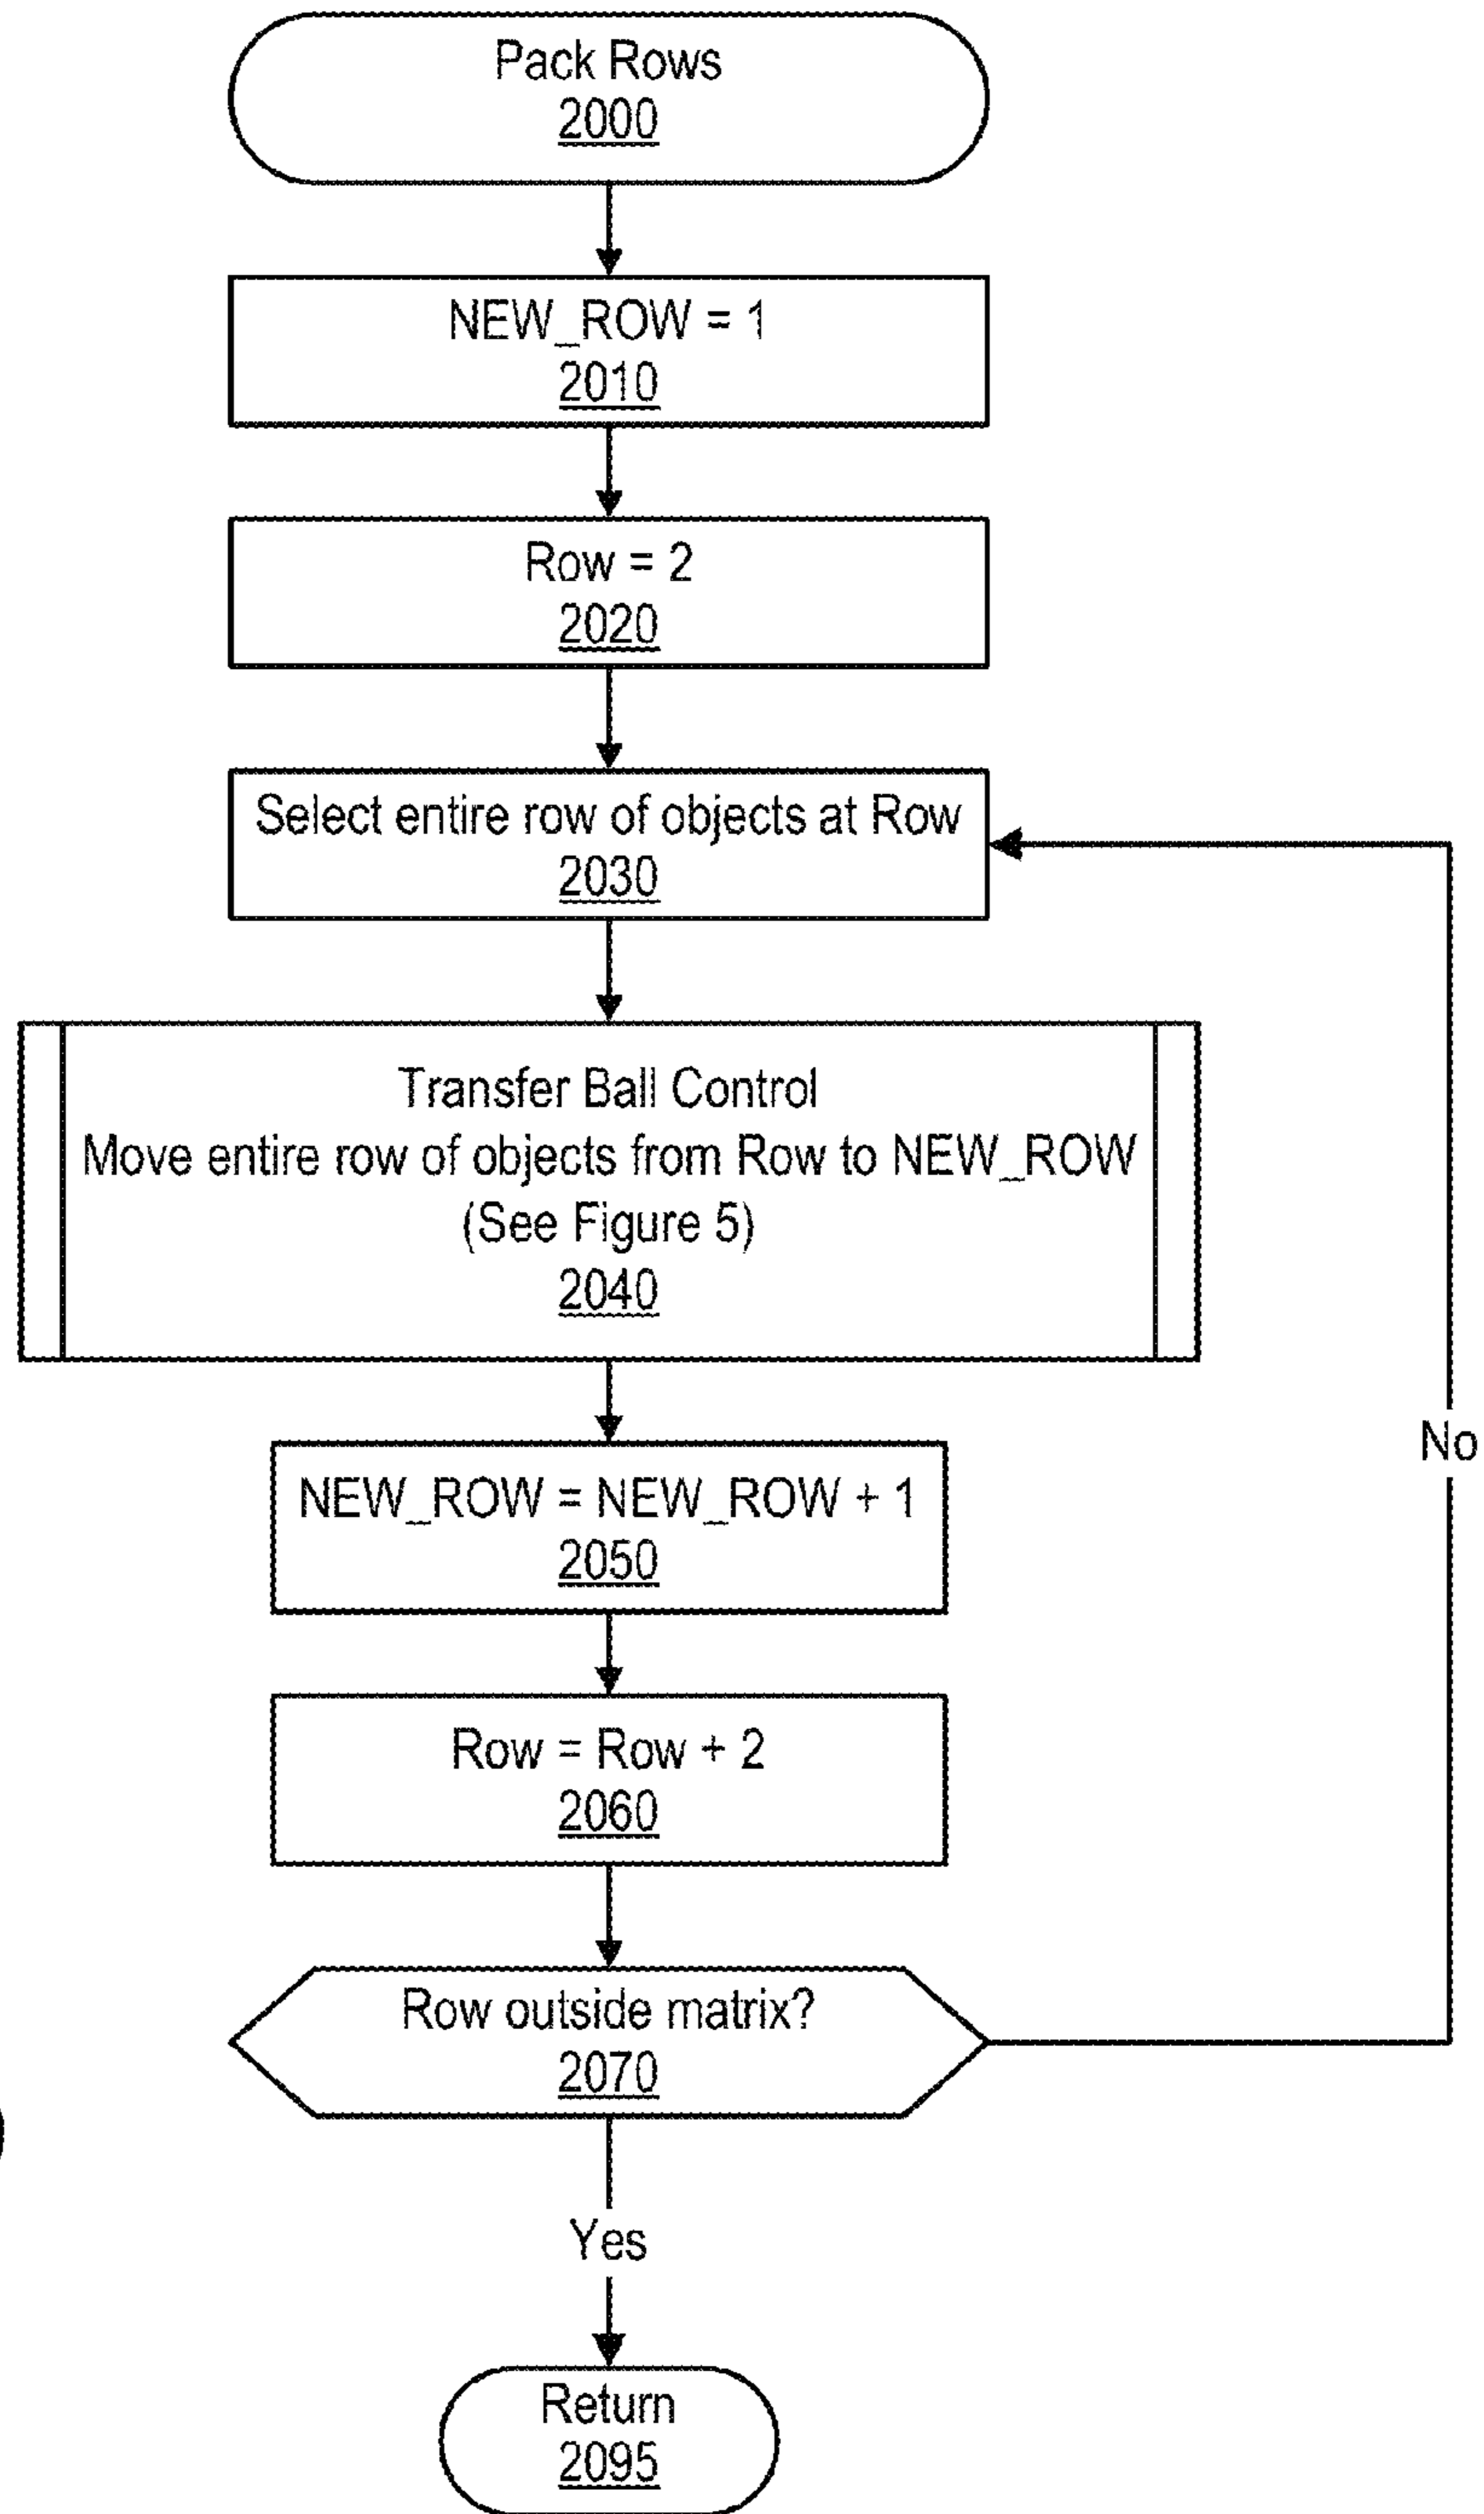 Pack Rows
2000
NEW_ROW = 1
2010
Row = 2
2020
Select entire row of objects at Row
2030
Transfer Ball Control
Move entire row of objects from Row to NEW_ROW
(See Figure 5)
2040
NEW_ROW = NEW_ROW + 1
2050
No
Row = Row + 2
2060
Row outside matrix?
2070
Yes
Return
2095